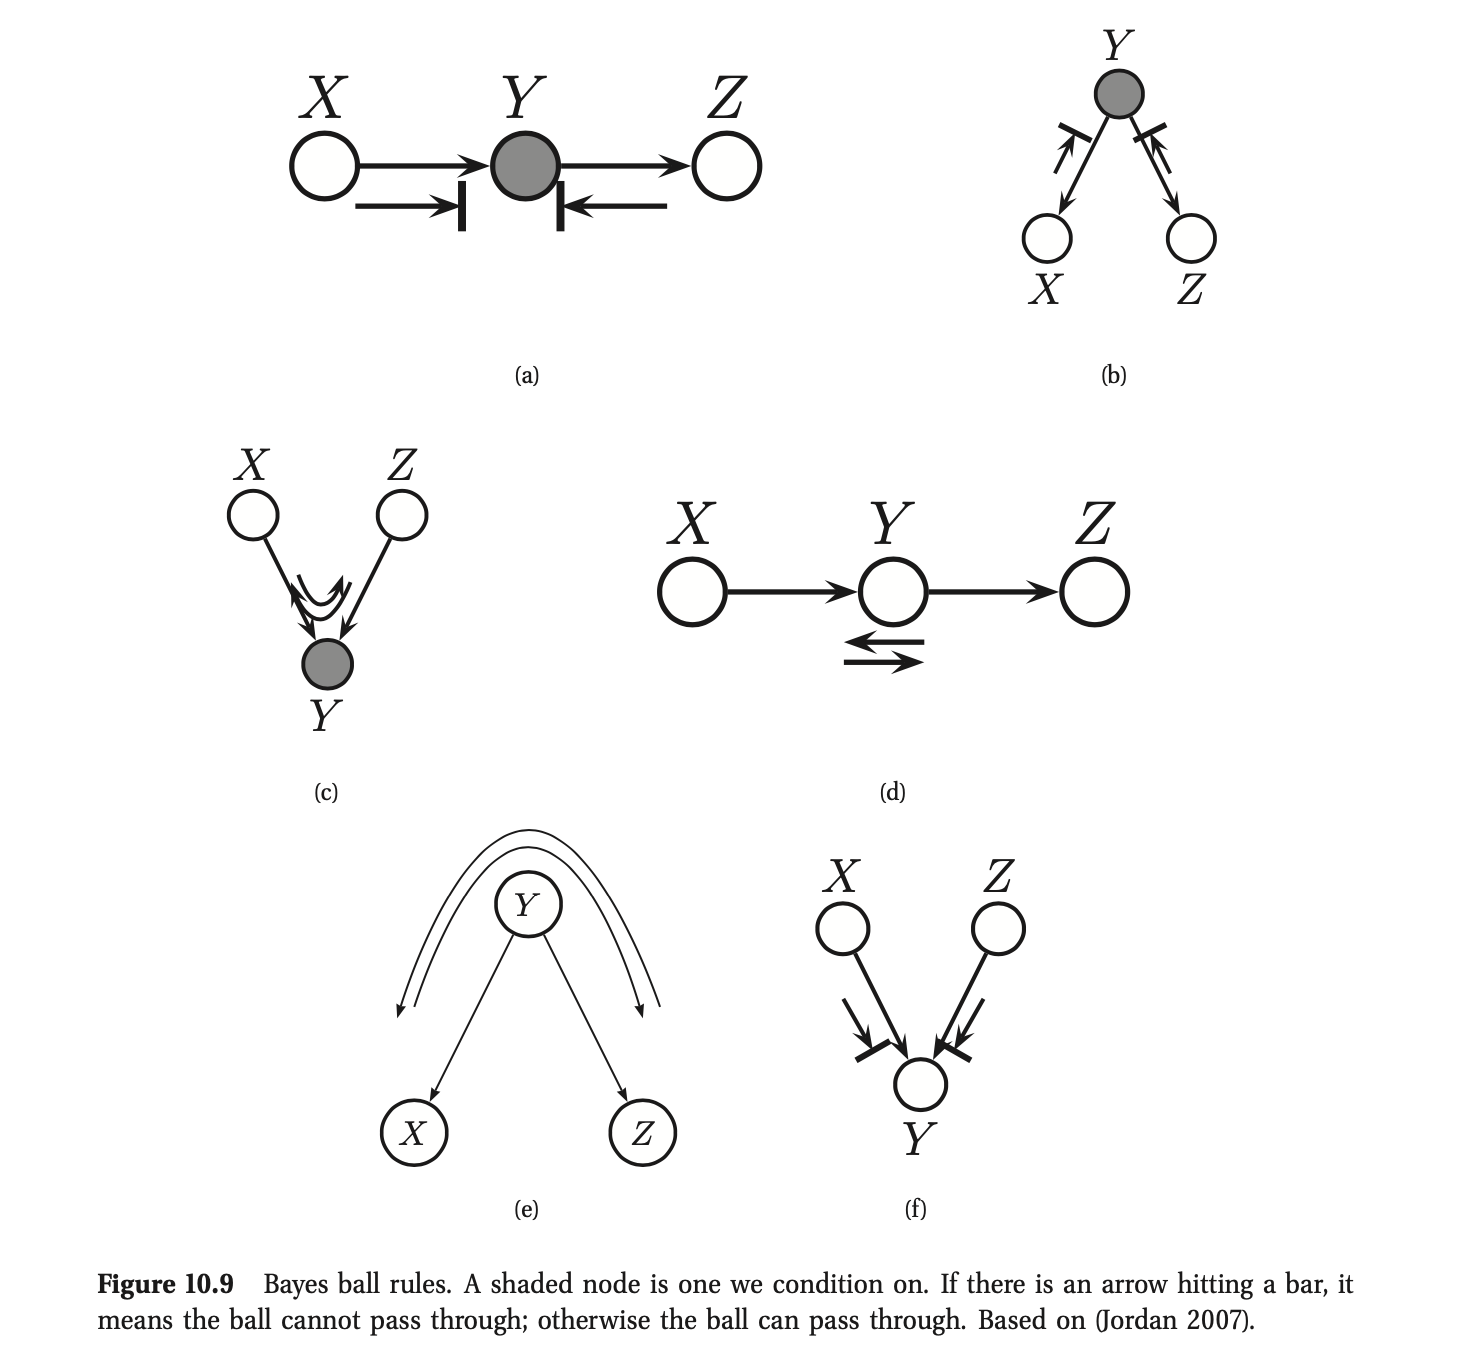 X Y Z
Y
X Z
(a) (b)
X Z
Y
X Y Z
(c) (d)
Y
X Z
X Z
Y
(e) (f)
Figure 10.9 Bayes ball rules. A shaded node is one we condition on. If there is an arrow hitting a bar, it
means the ball cannot pass through; otherwise the ball can pass through. Based on (Jordan 2007).